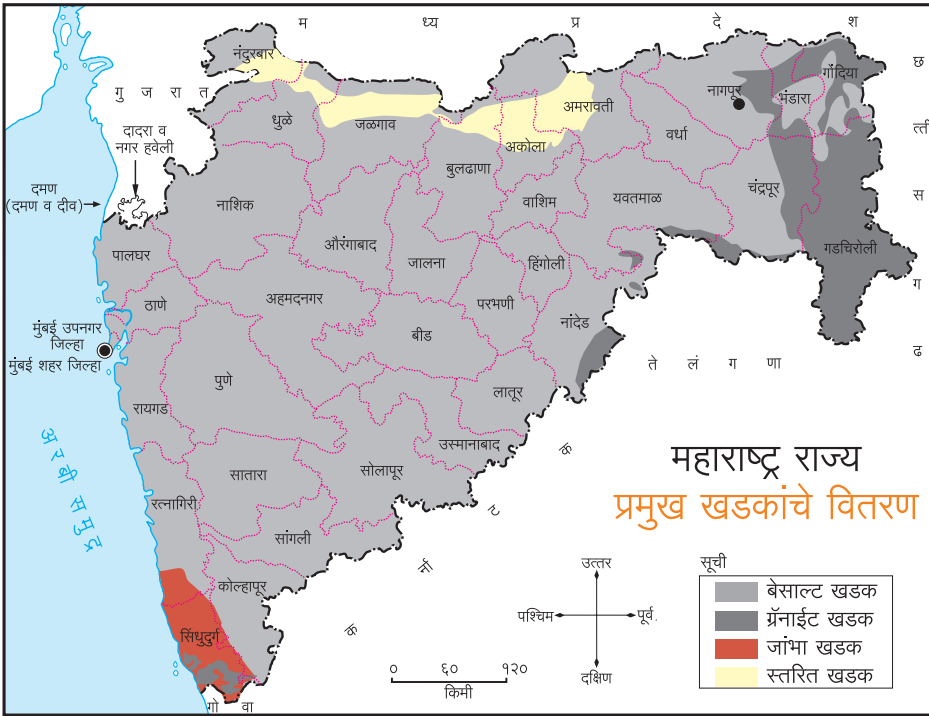 म ध्य प्र दे श
नंदुरबार
गुजरात
धुळे
जळगाव
अमरावती
अकोला
बुलढाणा
नागपूर
भंडारा
गोंदिया
वर्धा
छ त्ती स ग ढ
दादरा व
नगर हवेली
दमण
(दमण व दीव)
नाशिक
औरंगाबाद
जालना
वाशिम
यवतमाळ
चंद्रपूर
गडचिरोली
पालघर
ठाणे
अहमदनगर
हिंगोली
परभणी
नांदेड
बीड
मुंबई उपनगर
जिल्हा
मुंबई शहर जिल्हा
ते लं ग णा
पुणे
रायगड
लातूर
उस्मानाबाद
सोलापूर
सातारा
रत्नागिरी
सांगली
कोल्हापूर
सिंधुदुर्ग
अरबी समुद्र
क र्ना ट क
गो वा
महाराष्ट्र राज्य
प्रमुख खडकांचे वितरण
उत्तर
पश्चिम
पूर्व.
दक्षिण
० ६० १२०
किमी
सूची
बेसाल्ट खडक
ग्रॅनाईट खडक
जांभा खडक
स्तरित खडक